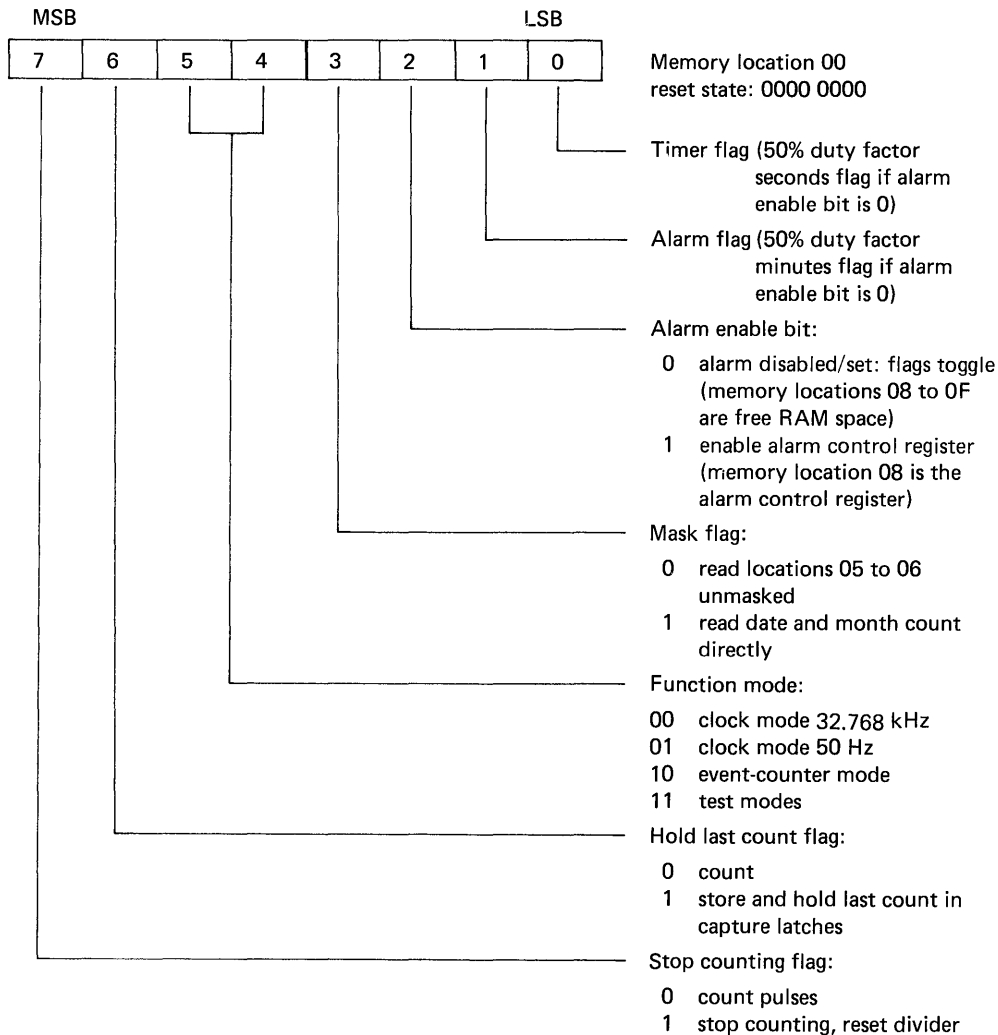 MSB LSB
7 6 5 4 3 2 1 0
Memory location 00
reset state: 0000 0000
Timer flag (50% duty factor
seconds flag if alarm
enable bit is 0)
Alarm flag (50% duty factor
minutes flag if alarm
enable bit is 0)
Alarm enable bit:
0 alarm disabled/set: flags toggle
(memory locations 08 to 0F
are free RAM space)
1 enable alarm control register
(memory location 08 is the
alarm control register)
Mask flag:
0 read locations 05 to 06
unmasked
1 read date and month count
directly
Function mode:
00 clock mode 32.768 kHz
01 clock mode 50 Hz
10 event-counter mode
11 test modes
Hold last count flag:
0 count
1 store and hold last count in
capture latches
Stop counting flag:
0 count pulses
1 stop counting, reset divider